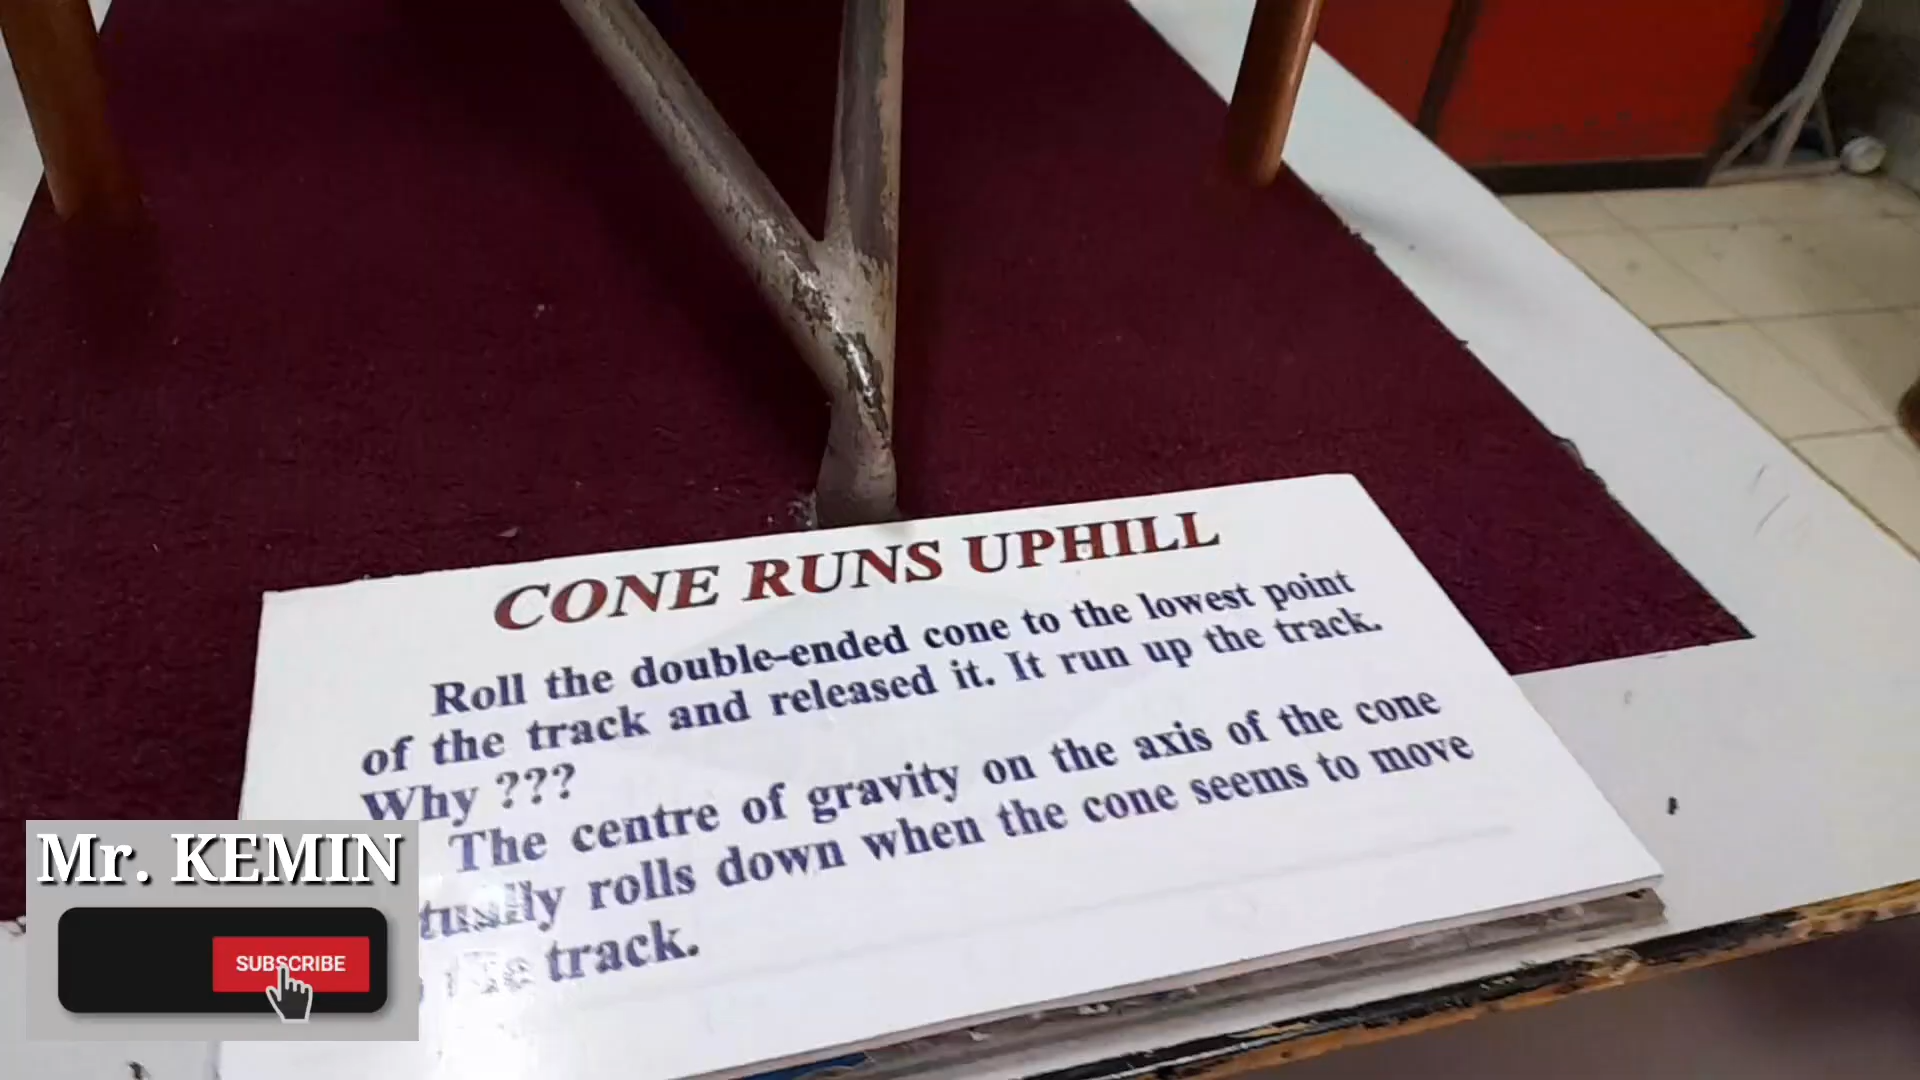 CONE RUNS UPHILL
Roll the double-ended cone to the lowest point
of the track and released it. It run up the track.
Why ???
The centre of gravity on the axis of the cone
tually rolls down when the cone seems to move
track.
Mr. KEMIN
SUBSCRIBE